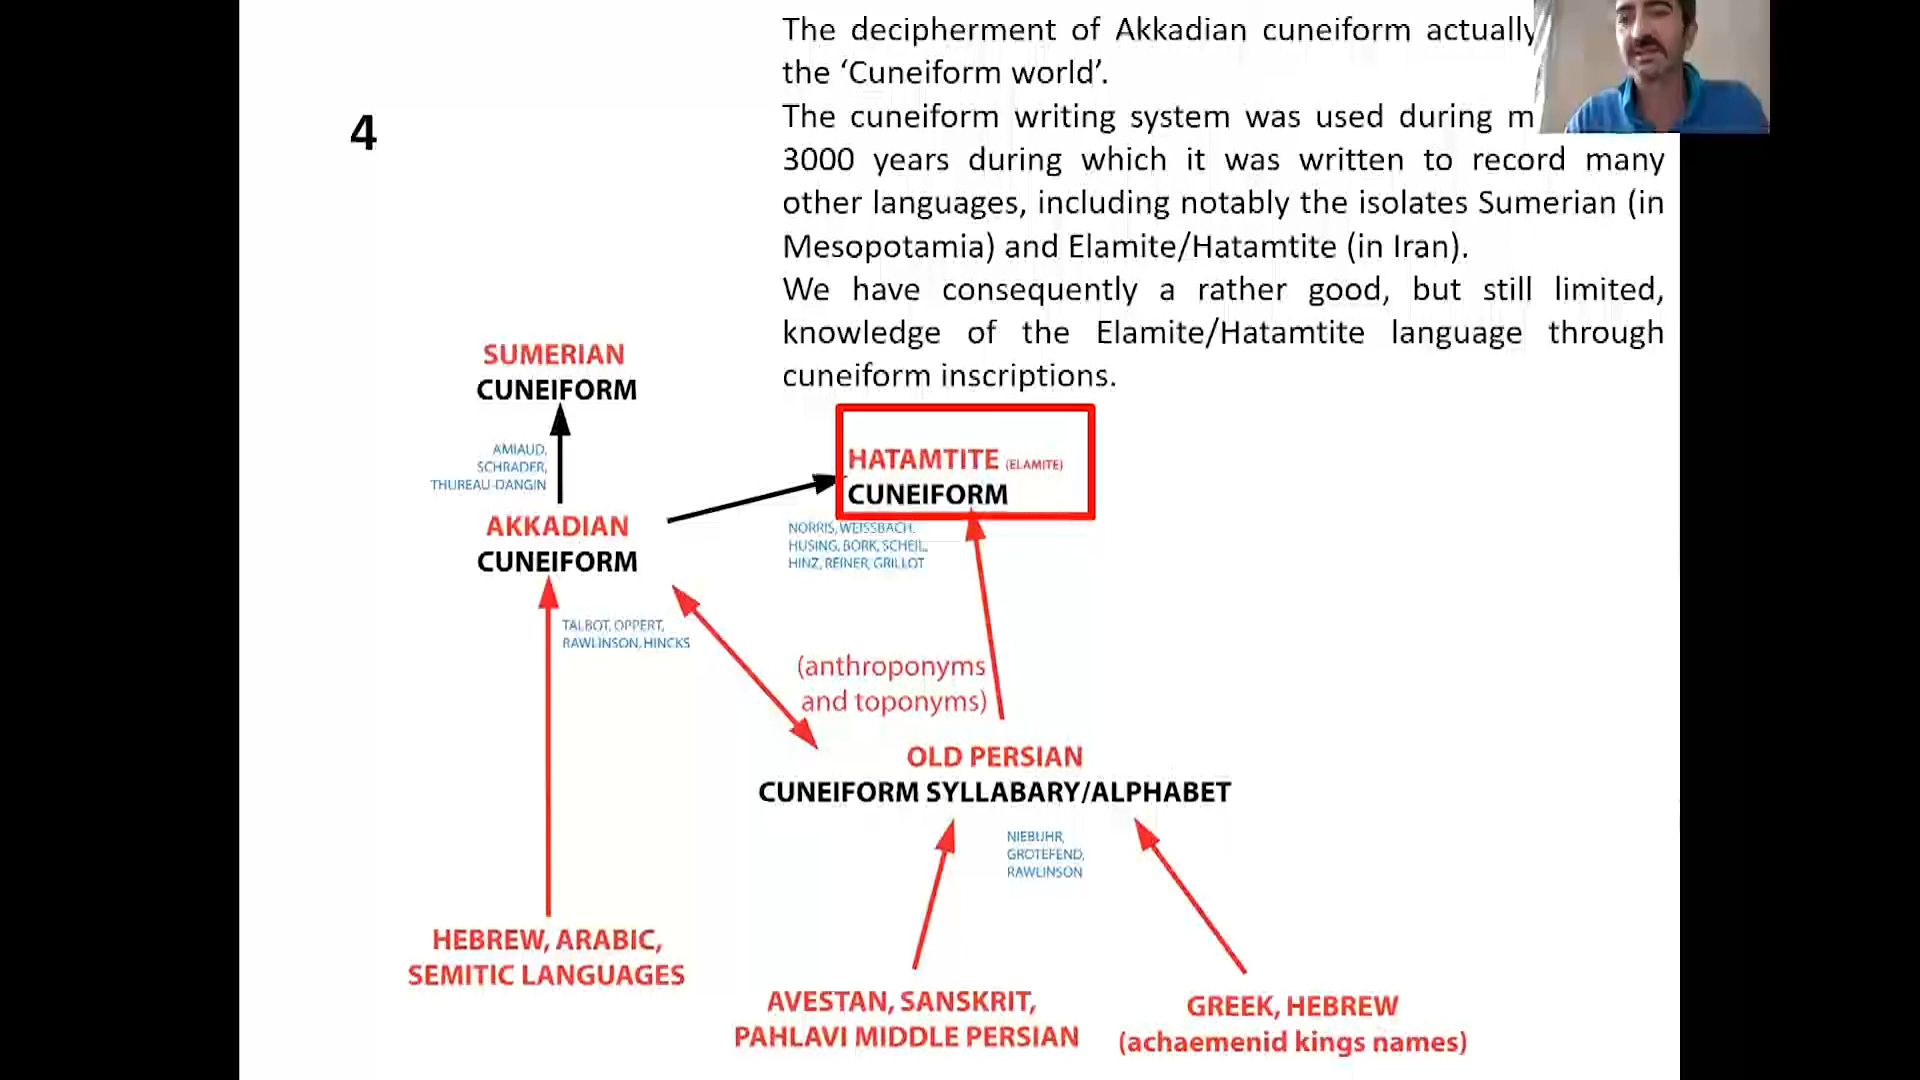 The decipherment of Akkadian cuneiform actually
the ‘Cuneiform world’.
The cuneiform writing system was used during
3000 years during which it was written to record many
other languages, including notably the isolates Sumerian (in
Mesopotamia) and Elamite/Hatamtite (in Iran).
We have consequently a rather good, but still limited,
knowledge of the Elamite/Hatamtite language through
cuneiform inscriptions.
4
SUMERIAN
CUNEIFORM
AMIAUD,
SCHRADER,
THUREAU-DANGIN
HATAMTITE (ELAMITE)
CUNEIFORM
AKKADIAN
CUNEIFORM
NORRIS, WEISSBACH,
HUSING, BORK, SCHEIL,
HINZ, REINER, GRILLOT
TALBOT, OPPERT,
RAWLINSON, HINCKS
(anthroponyms
and toponyms)
OLD PERSIAN
CUNEIFORM SYLLABARY/ALPHABET
NIEBUHR,
GROTEFEND,
RAWLINSON
HEBREW, ARABIC,
SEMITIC LANGUAGES
AVESTAN, SANSKRIT,
PAHLAVI MIDDLE PERSIAN
GREEK, HEBREW
(achaemenid kings names)